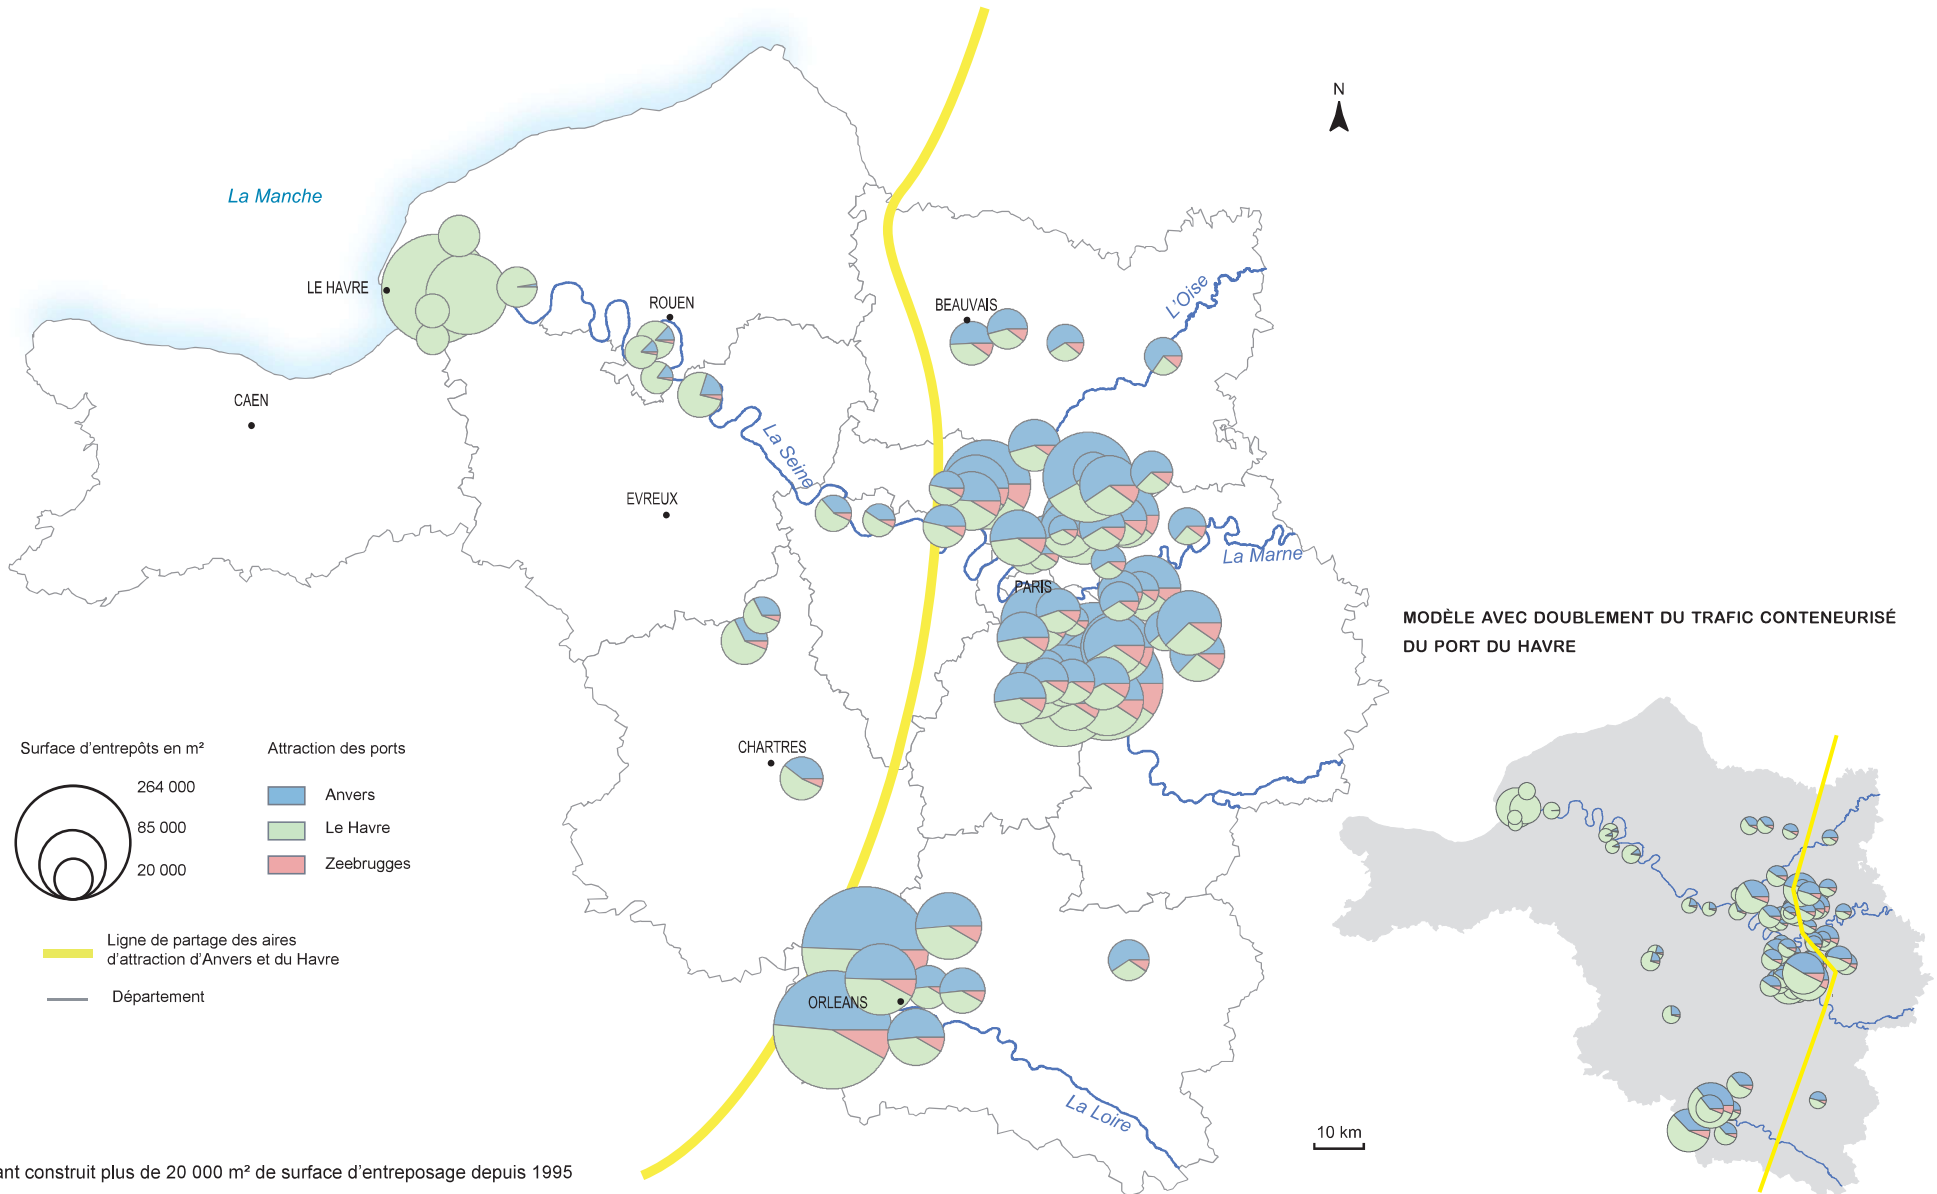 N
La Manche
LE HAVRE
ROUEN
BEAUVAIS
L'Oise
CAEN
La Seine
EVREUX
La Marne
PARIS
MODÈLE AVEC DOUBLEMENT DU TRAFIC CONTENEURISÉ
DU PORT DU HAVRE
CHARTRES
Surface d'entrepôts en m²
264 000
85 000
20 000
Attraction des ports
Anvers
Le Havre
Zeebrugges
Ligne de partage des aires
d'attraction d'Anvers et du Havre
Département
ORLEANS
La Loire
10 km
ant construit plus de 20 000 m² de surface d'entreposage depuis 1995